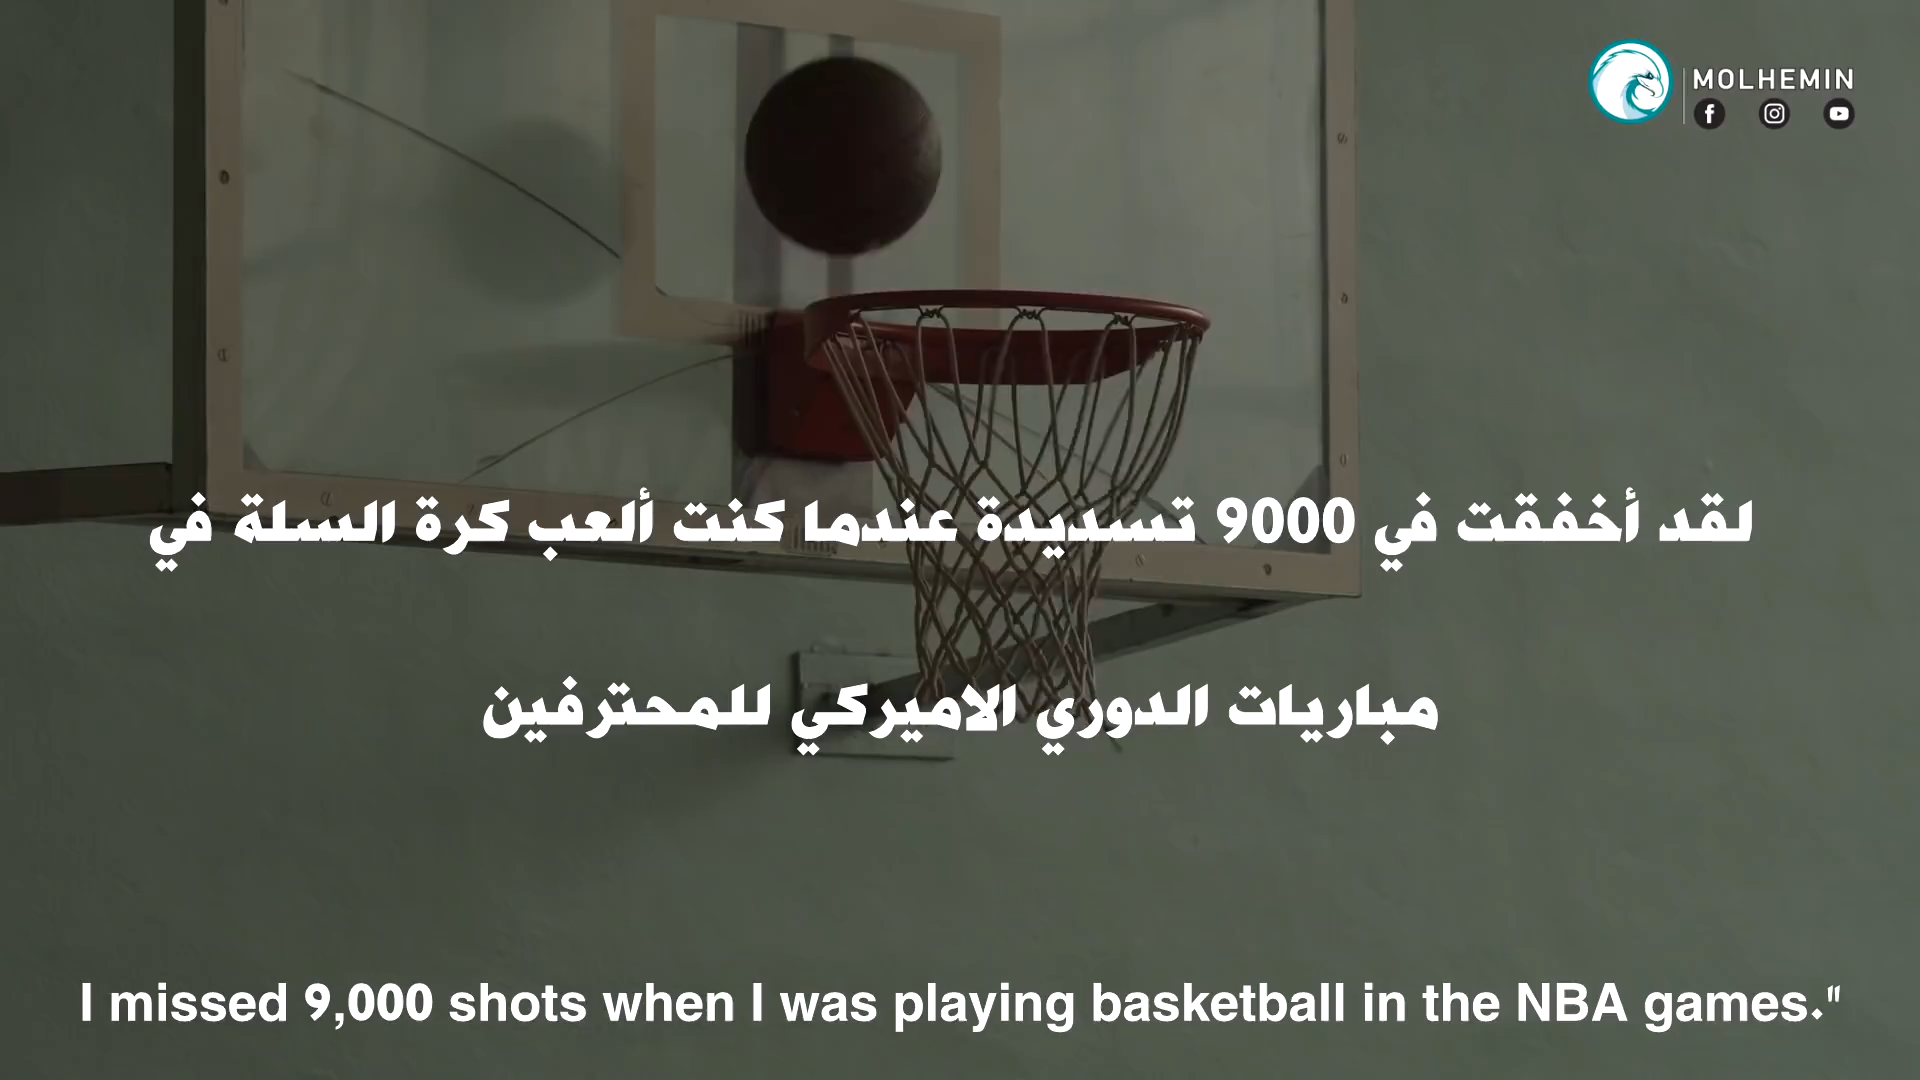 MOLHEMIN
لقد أخفقت في 9000 تسديدة عندما كنت ألعب كرة السلة في
مباريات الدوري الاميركي للمحترفين
I missed 9,000 shots when I was playing basketball in the NBA games."